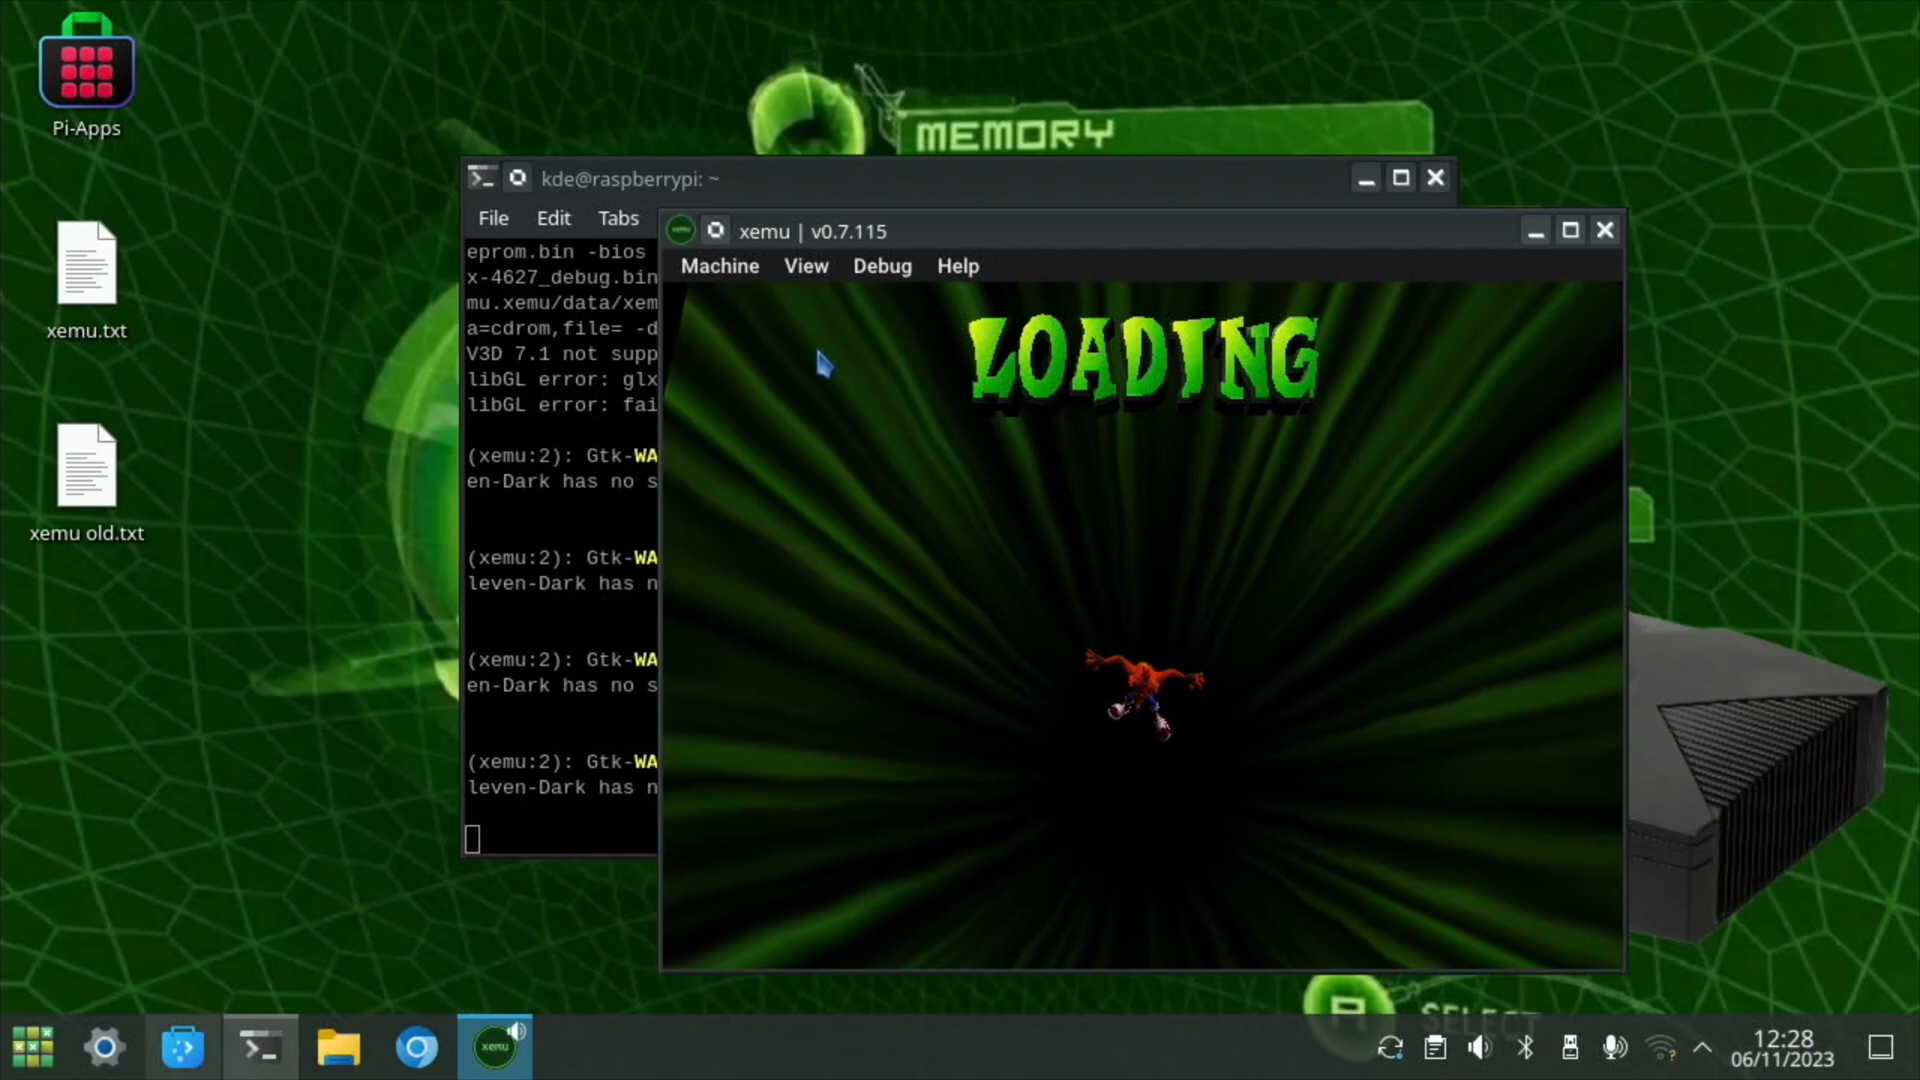 Pi-Apps
xemu.txt
xemu old.txt
MEMORY
kde@raspberrypi: ~
File Edit Tabs
eprom.bin -bios
x-4627_debug.bin
mu.xemu/data/xem
a=cdrom,file= -d
V3D 7.1 not supp
libGL error: glx
libGL error: fai
(xemu:2): Gtk-WA
en-Dark has no s
(xemu:2): Gtk-WA
leven-Dark has n
(xemu:2): Gtk-WA
en-Dark has no s
(xemu:2): Gtk-WA
leven-Dark has n
xemu | v0.7.115
Machine View Debug Help
LOADING
SELECT
xemu
12:28
06/11/2023